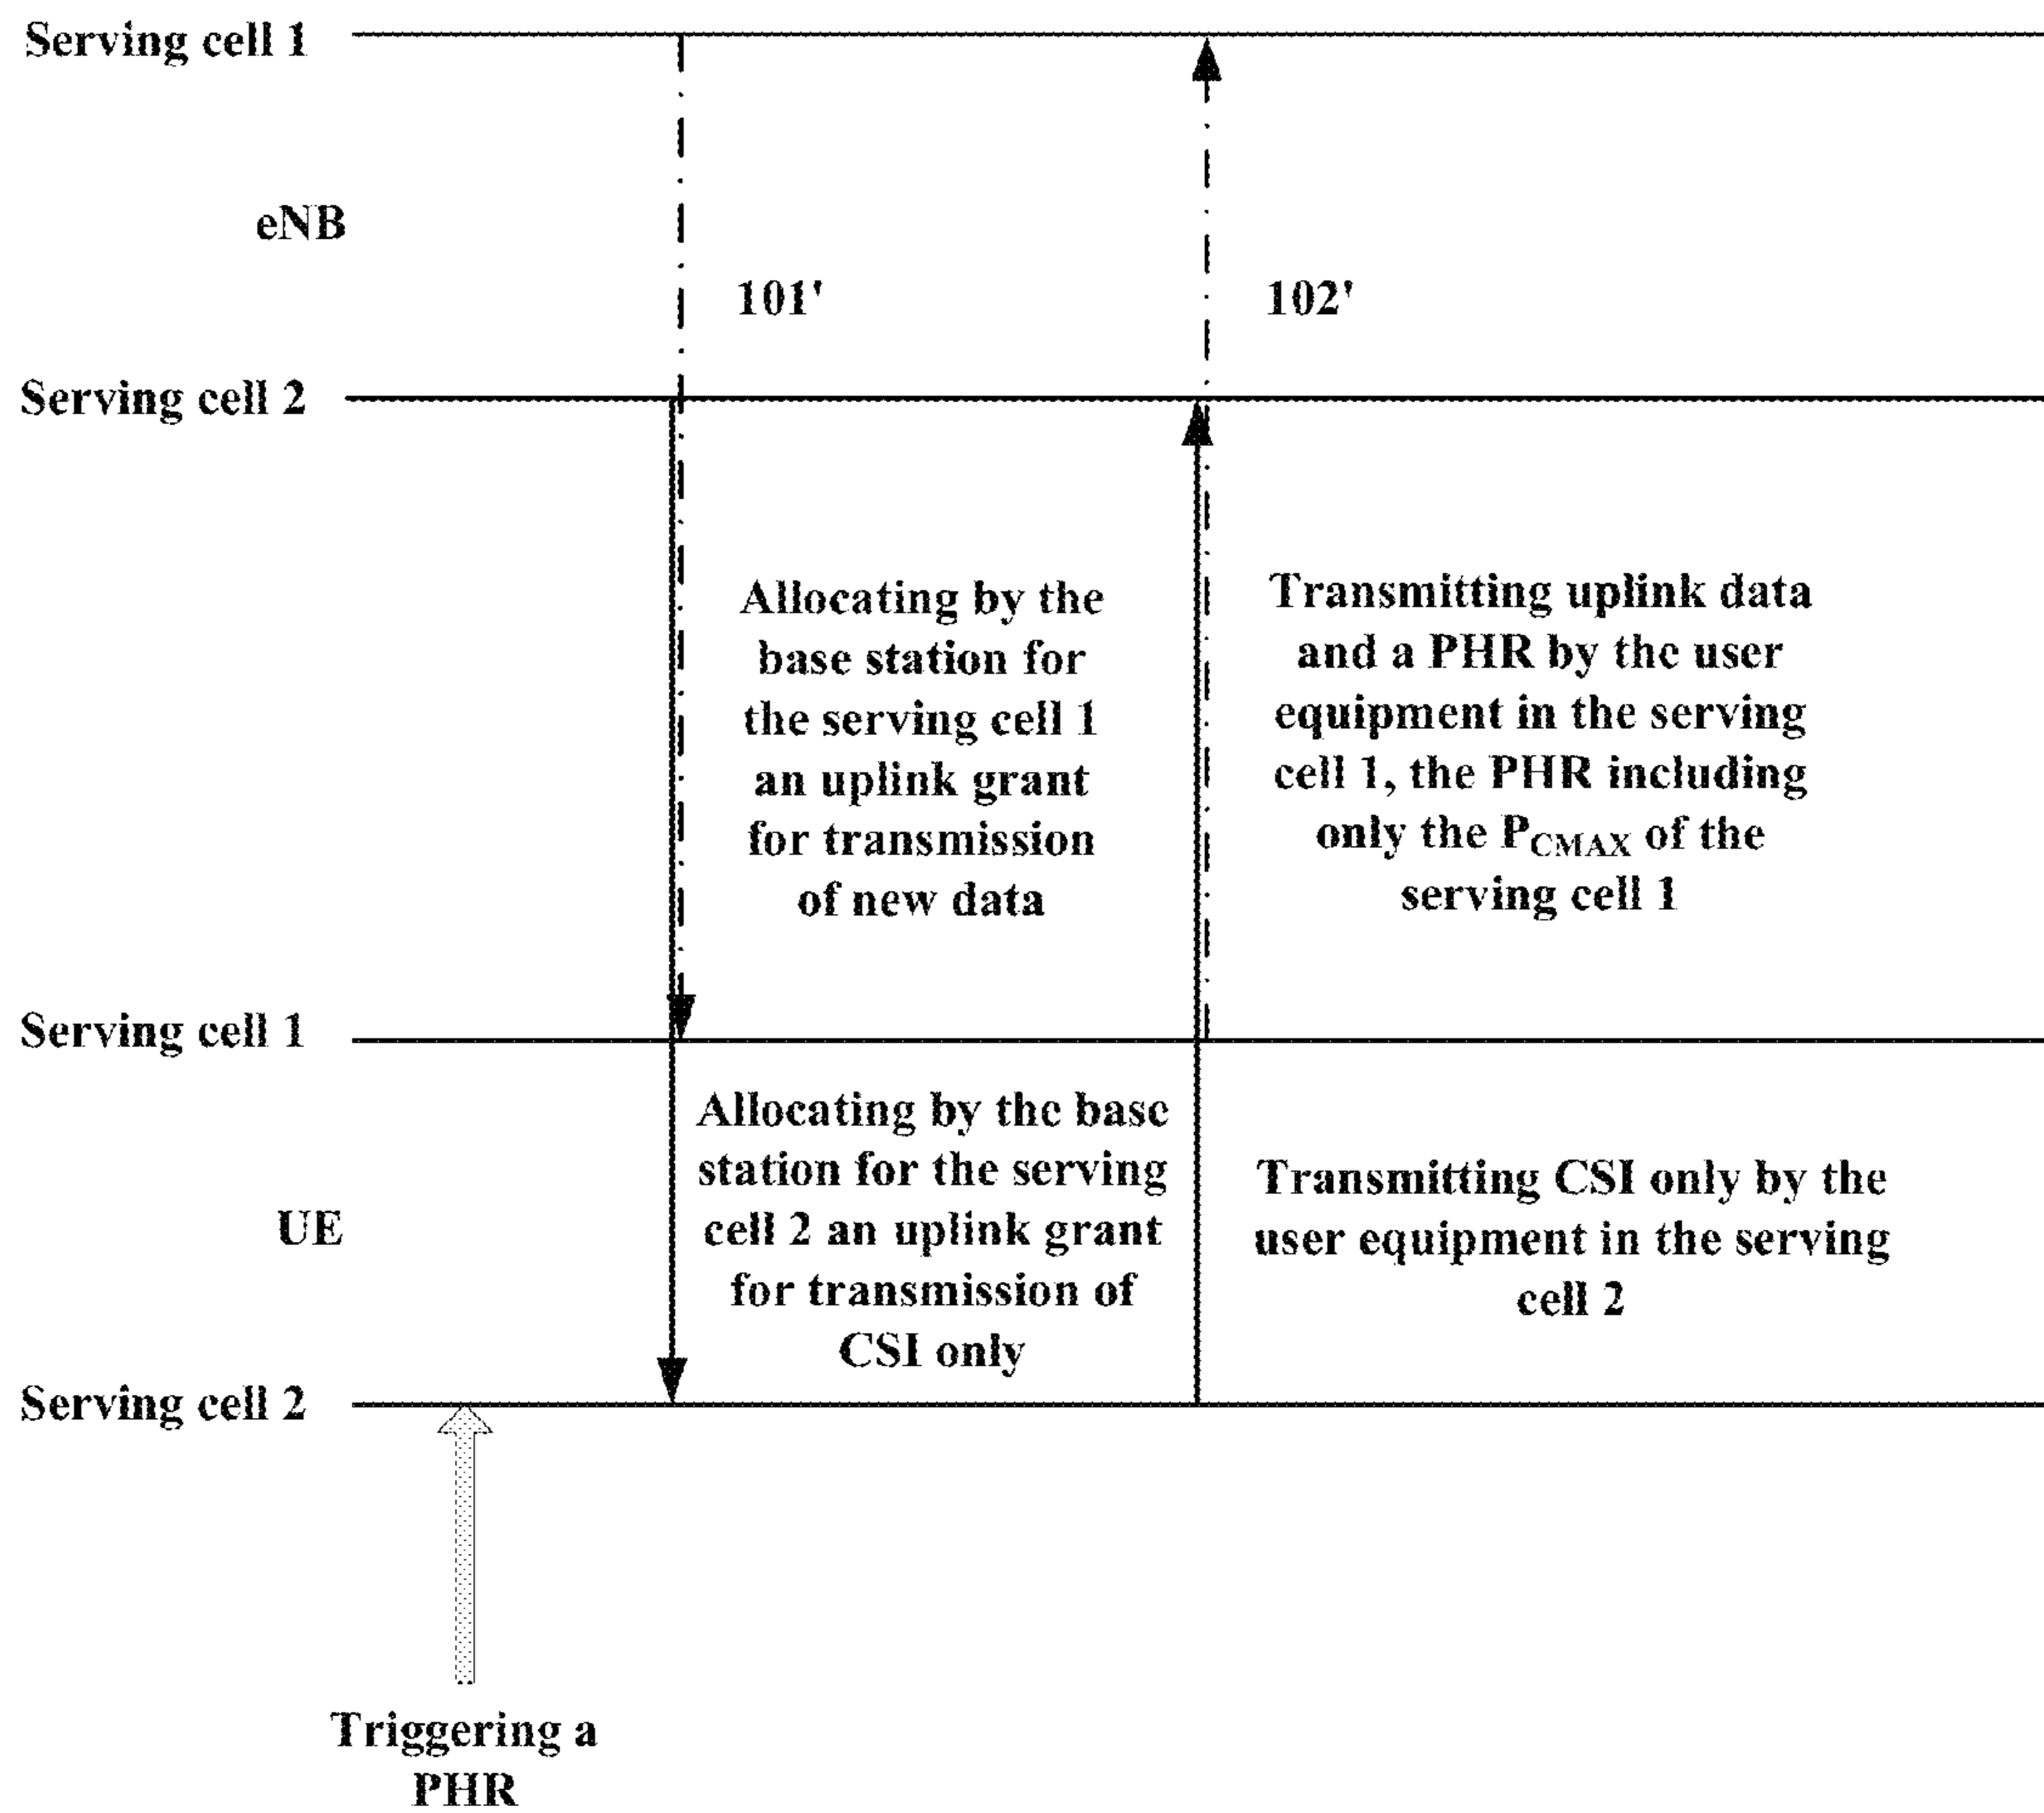 Serving cell 1
eNB
101'
102'
Serving cell 2
Allocating by the
base station for
the serving cell 1
an uplink grant
for transmission
of new data
Transmitting uplink data
and a PHR by the user
equipment in the serving
cell 1, the PHR including
only the PCMAX of the
serving cell 1
Serving cell 1
Allocating by the base
station for the serving
cell 2 an uplink grant
for transmission of
CSI only
Transmitting CSI only by the
user equipment in the serving
cell 2
UE
Serving cell 2
Triggering a
PHR